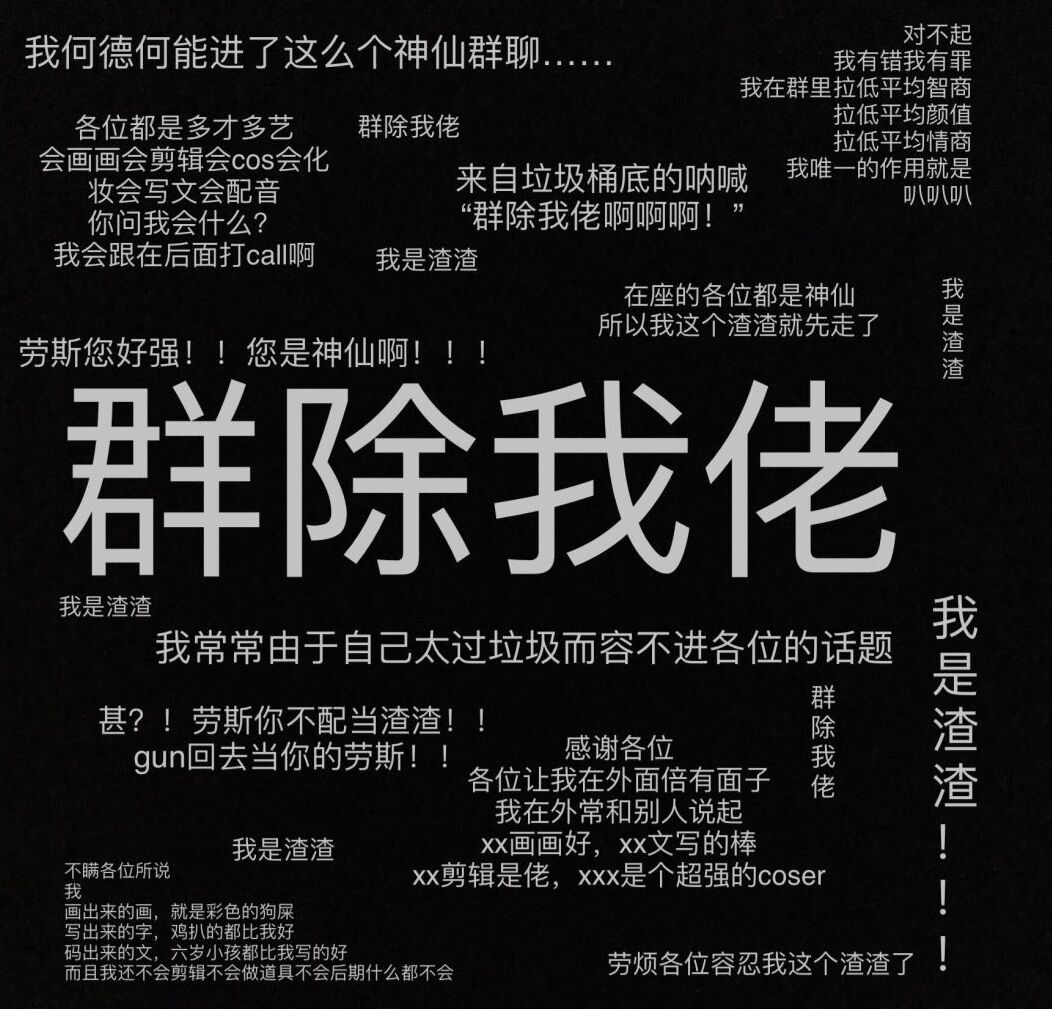 我何德何能进了这么个神仙群聊......
对不起
我有错我有罪
我在群里拉低平均智商
拉低平均颜值
拉低平均情商
我唯一的作用就是
叭叭叭
各位都是多才多艺
会画画会剪辑会cos会化
妆会写文会配音
你问我会什么？
我会跟在后面打call啊
群除我佬
来自垃圾桶底的呐喊
“群除我佬啊啊啊！”
我是渣渣
在座的各位都是神仙
所以我这个渣渣就先走了
我是渣渣
劳斯您好强！！您是神仙啊！！！
群除我佬
我是渣渣
我常常由于自己太过垃圾而容不进各位的话题
我是渣渣！！！
甚？！劳斯你不配当渣渣！！
gun回去当你的劳斯！！
群除我佬
感谢各位
各位让我在外面倍有面子
我在外常和别人说起
xx画画好，xx文写的棒
xx剪辑是佬，xxx是个超强的coser
我是渣渣
不瞒各位所说
我
画出来的画，就是彩色的狗屎
写出来的字，鸡扒的都比我好
码出来的文，六岁小孩都比我写的好
而且我还不会剪辑不会做道具不会后期什么都不会
劳烦各位容忍我这个渣渣了